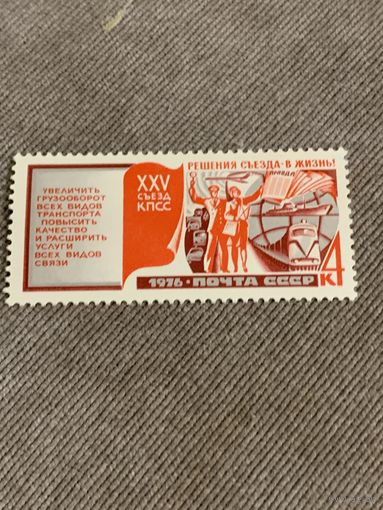 УВЕЛИЧИТЬ
ГРУЗООБОРОТ
ВСЕХ ВИДОВ
ТРАНСПОРТА
ПОВЫСИТЬ
КАЧЕСТВО
И РАСШИРИТЬ
УСЛУГИ
ВСЕХ ВИДОВ
СВЯЗИ
XXV
СЪЕЗД
КПСС
РЕШЕНИЯ СЪЕЗДА - В ЖИЗНЬ!
ПРАВДА
1976 · ПОЧТА СССР
4
К